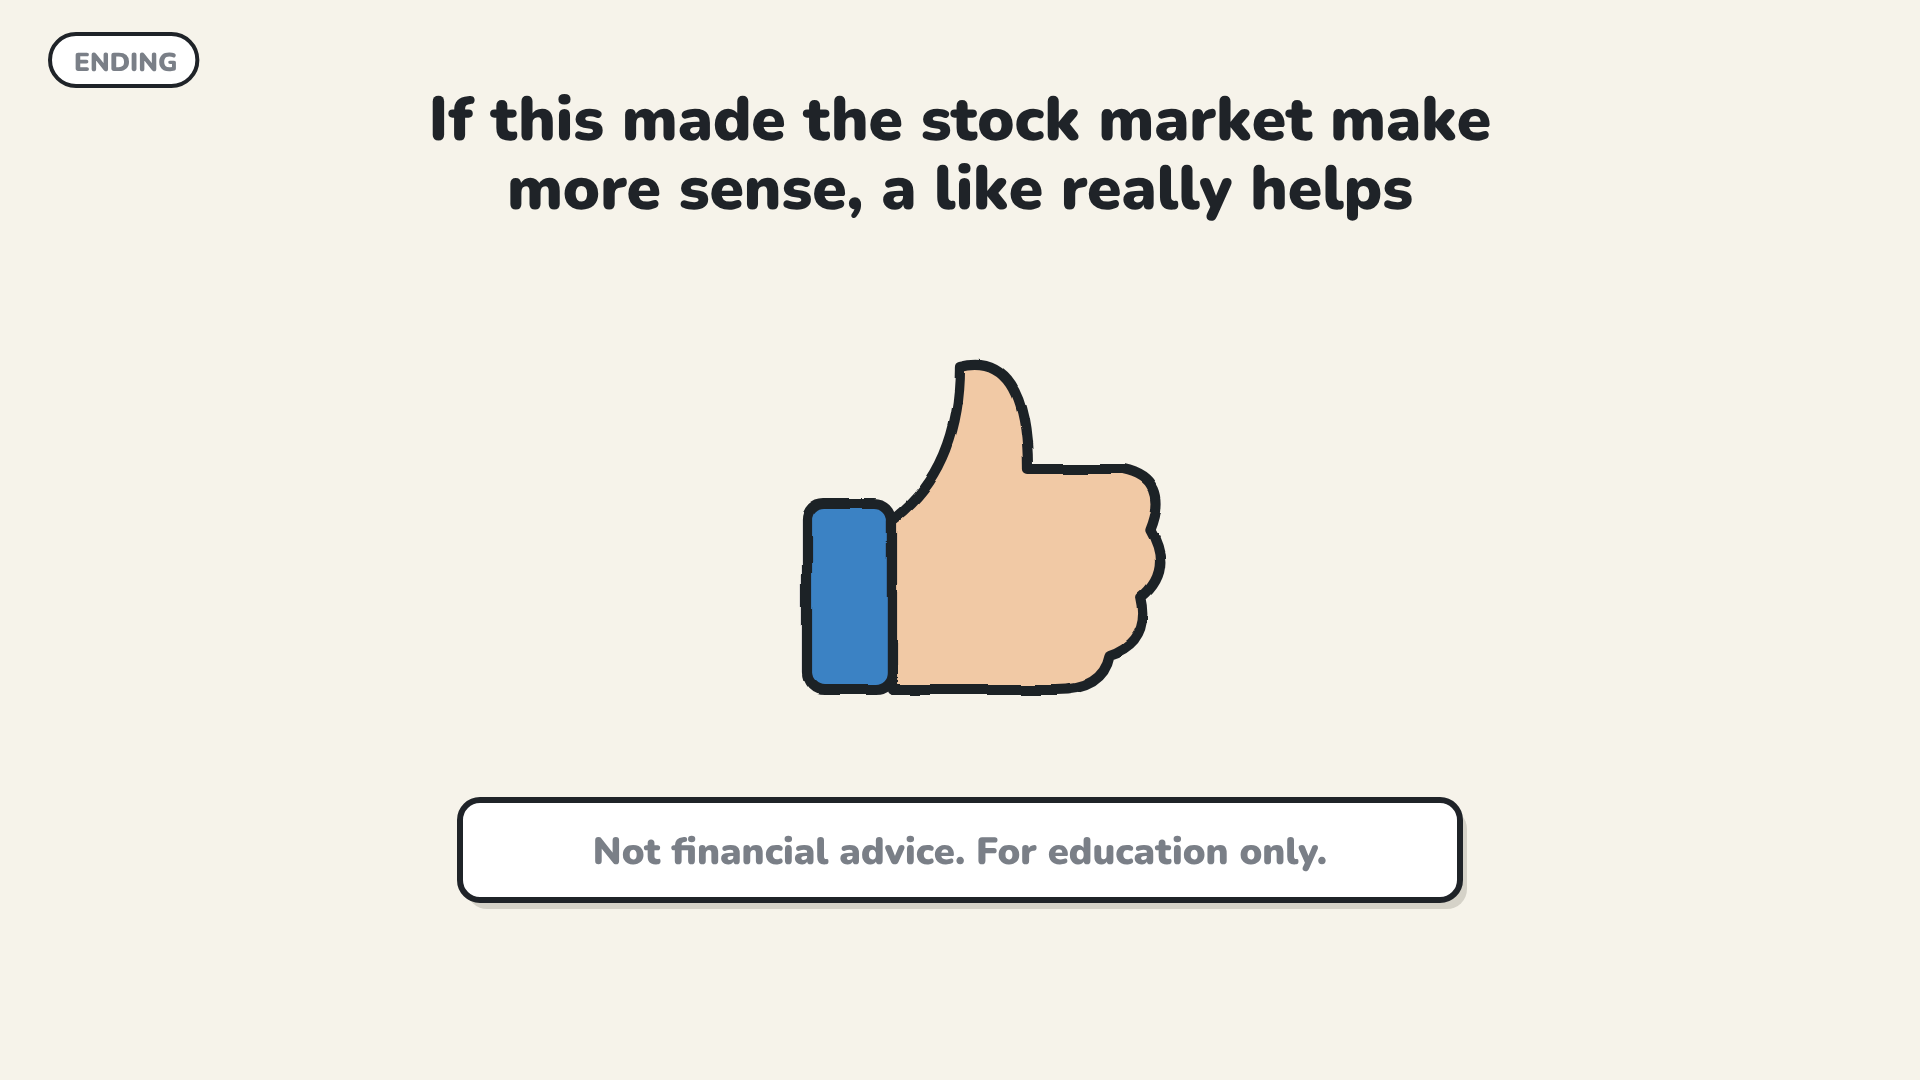 ENDING
If this made the stock market make
more sense, a like really helps
Not financial advice. For education only.